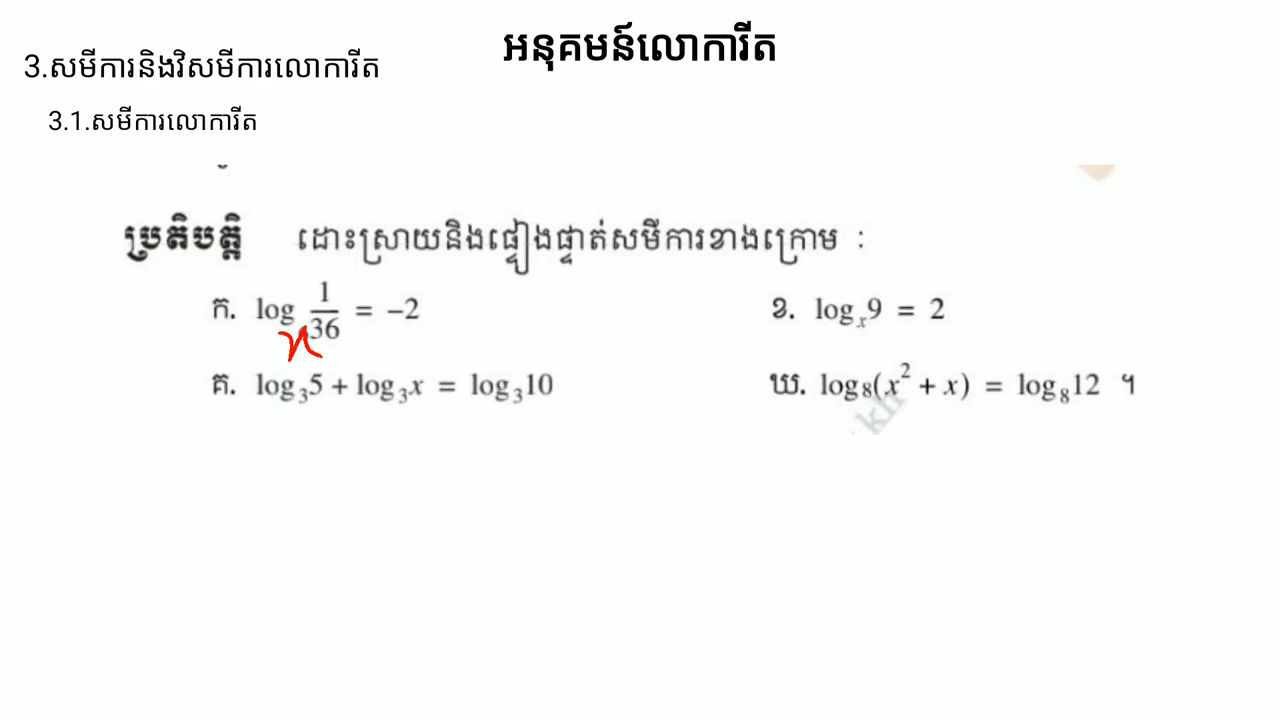 អនុគមន៍លោការីត
3.សមីការនិងវិសមីការលោការីត
3.1.សមីការលោការីត
ប្រតិបត្តិ ដោះស្រាយនិងផ្ទៀងផ្ទាត់សមីការខាងក្រោម :
ក. logₓ 1/36 = −2
ខ. logₓ9 = 2
គ. log₃5 + log₃x = log₃10
ឃ. log₈(x² + x) = log₈12 ។
kh